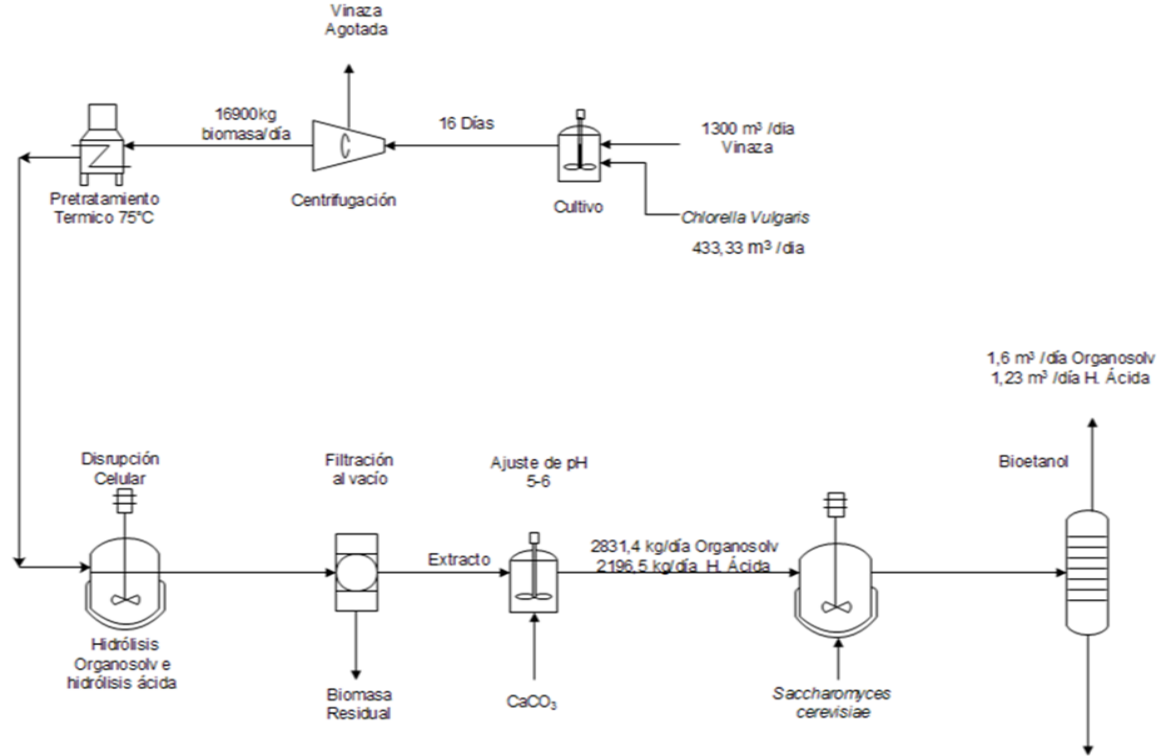 Vinaza
Agotada
16900kg
biomasa/día
16 Días
1300 m³ /dia
Vinaza
C
Pretratamiento
Termico 75°C
Centrifugación
Cultivo
Chlorella Vulgaris
433,33 m³ /dia
1,6 m³ /día Organosolv
1,23 m³ /día H. Ácida
Disrupción
Celular
Filtración
al vacío
Ajuste de pH
5-6
Bioetanol
Extracto
2831,4 kg/día Organosolv
2196,5 kg/día H. Ácida
Hidrólisis
Organosolv e
hidrólisis ácida
Biomasa
Residual
CaCO₃
Saccharomyces
cerevisiae